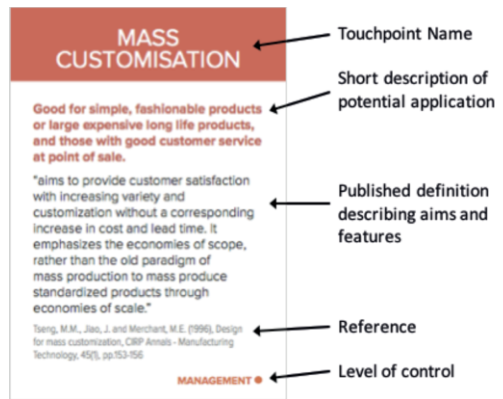 MASS
CUSTOMISATION
Good for simple, fashionable products
or large expensive long life products,
and those with good customer service
at point of sale.
"aims to provide customer satisfaction
with increasing variety and
customization without a corresponding
increase in cost and lead time. It
emphasizes the economies of scope,
rather than the old paradigm of
mass production to mass produce
standardized products through
economies of scale."
Tseng, M.M., Jiao, J. and Merchant, M.E. (1996), Design
for mass customization, CIRP Annals - Manufacturing
Technology, 45(1), pp.153-156
MANAGEMENT
Touchpoint Name
Short description of
potential application
Published definition
describing aims and
features
Reference
Level of control